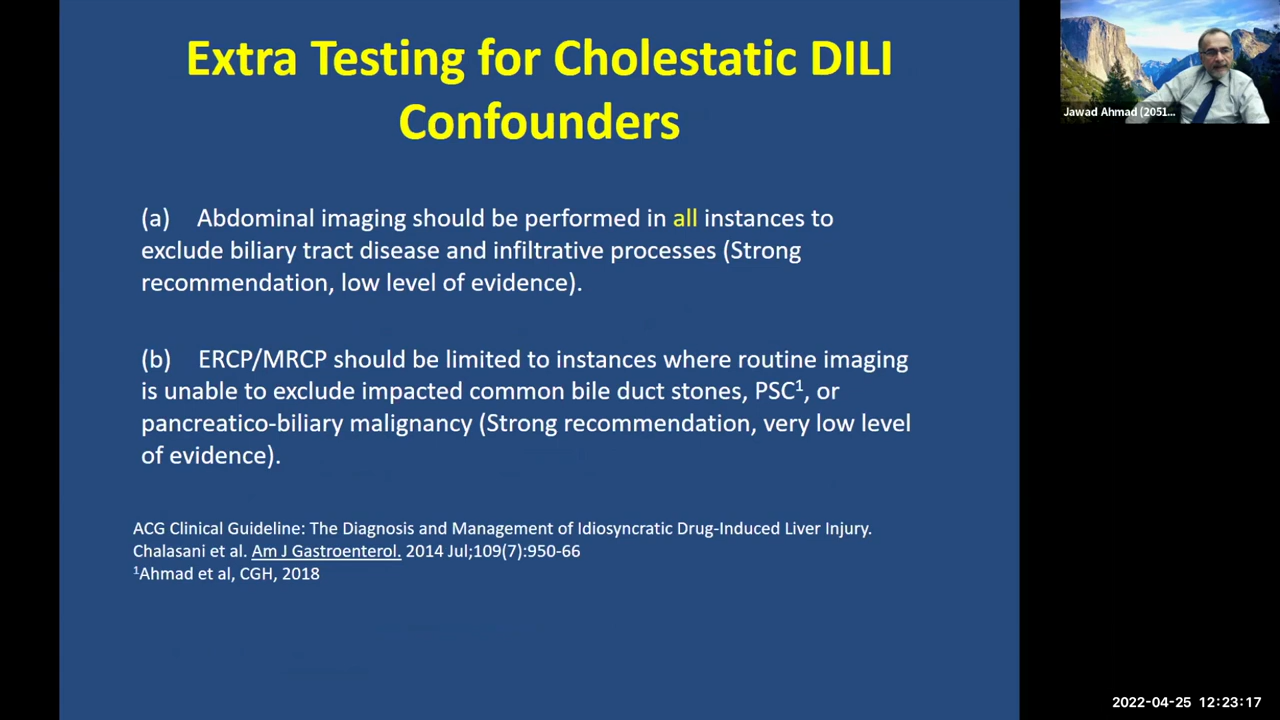 Extra Testing for Cholestatic DILI
Confounders
Jawad Ahmad (2051...
(a) Abdominal imaging should be performed in all instances to
exclude biliary tract disease and infiltrative processes (Strong
recommendation, low level of evidence).
(b) ERCP/MRCP should be limited to instances where routine imaging
is unable to exclude impacted common bile duct stones, PSC¹, or
pancreatico-biliary malignancy (Strong recommendation, very low level
of evidence).
ACG Clinical Guideline: The Diagnosis and Management of Idiosyncratic Drug-Induced Liver Injury.
Chalasani et al. Am J Gastroenterol. 2014 Jul;109(7):950-66
¹Ahmad et al, CGH, 2018
2022-04-25 12:23:17